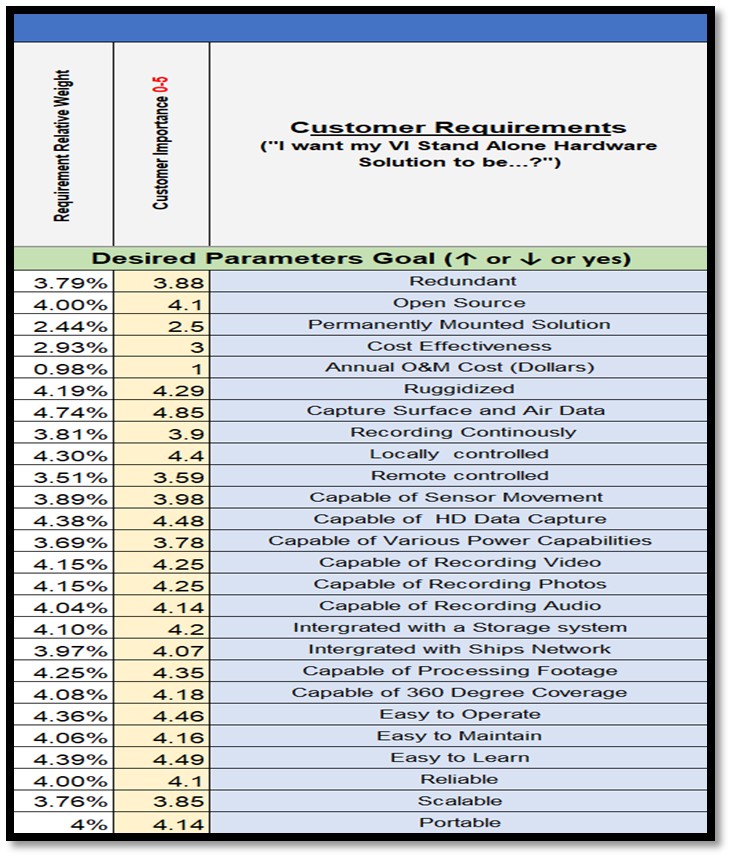 Requirement Relative Weight
Customer Importance 0-5
Customer Requirements
("I want my VI Stand Alone Hardware
Solution to be...?")
Desired Parameters Goal (↑ or ↓ or yes)
3.79% 3.88 Redundant
4.00% 4.1 Open Source
2.44% 2.5 Permanently Mounted Solution
2.93% 3 Cost Effectiveness
0.98% 1 Annual O&M Cost (Dollars)
4.19% 4.29 Ruggidized
4.74% 4.85 Capture Surface and Air Data
3.81% 3.9 Recording Continously
4.30% 4.4 Locally controlled
3.51% 3.59 Remote controlled
3.89% 3.98 Capable of Sensor Movement
4.38% 4.48 Capable of HD Data Capture
3.69% 3.78 Capable of Various Power Capabilities
4.15% 4.25 Capable of Recording Video
4.15% 4.25 Capable of Recording Photos
4.04% 4.14 Capable of Recording Audio
4.10% 4.2 Intergrated with a Storage system
3.97% 4.07 Intergrated with Ships Network
4.25% 4.35 Capable of Processing Footage
4.08% 4.18 Capable of 360 Degree Coverage
4.36% 4.46 Easy to Operate
4.06% 4.16 Easy to Maintain
4.39% 4.49 Easy to Learn
4.00% 4.1 Reliable
3.76% 3.85 Scalable
4% 4.14 Portable